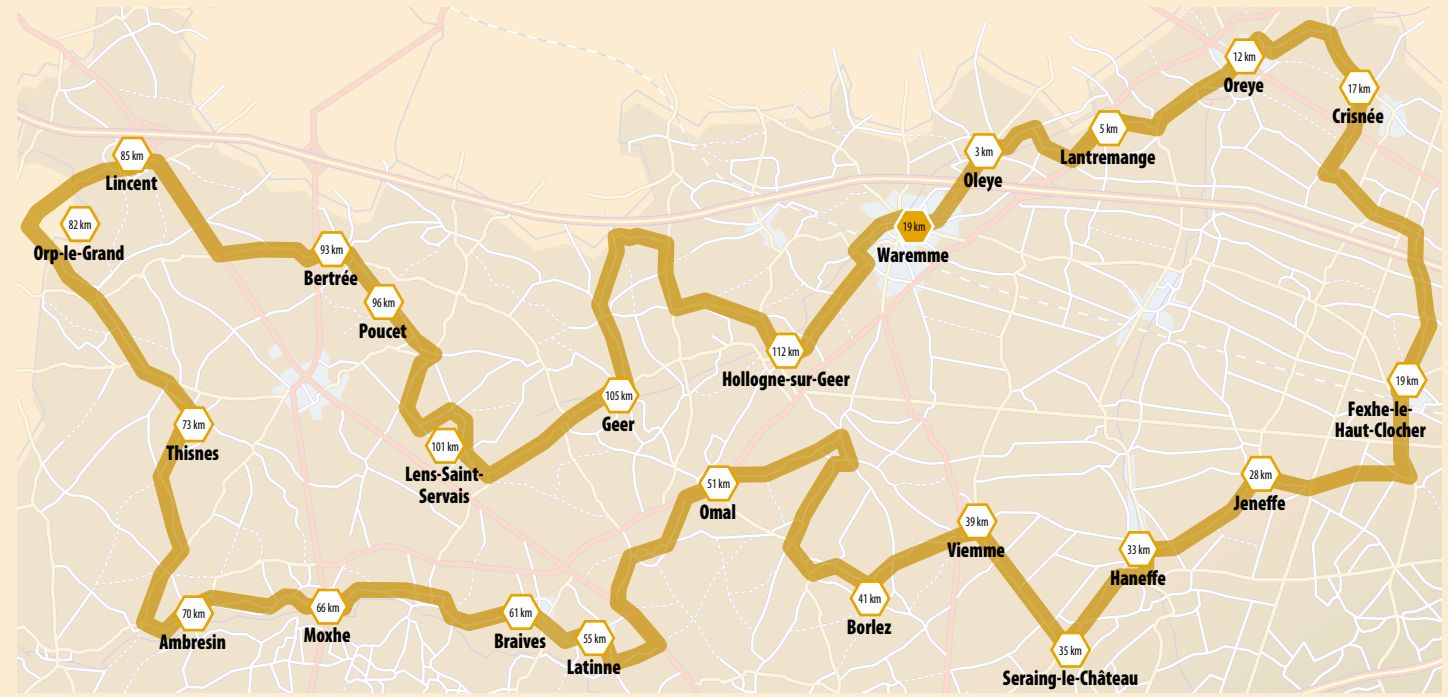 12 km
Oreye
17 km
Crisnée
5 km
Lantremange
3 km
Oleye
85 km
Lincent
82 km
Orp-le-Grand
19 km
Waremme
93 km
Bertrée
96 km
Poucet
112 km
Hollogne-sur-Geer
105 km
Geer
19 km
Fexhe-le-
Haut-Clocher
73 km
Thisnes
101 km
Lens-Saint-
Servais
51 km
Omal
28 km
Jeneffe
39 km
Viemme
33 km
Haneffe
41 km
Borlez
35 km
Seraing-le-Château
70 km
Ambresin
66 km
Moxhe
61 km
Braives
55 km
Latinne